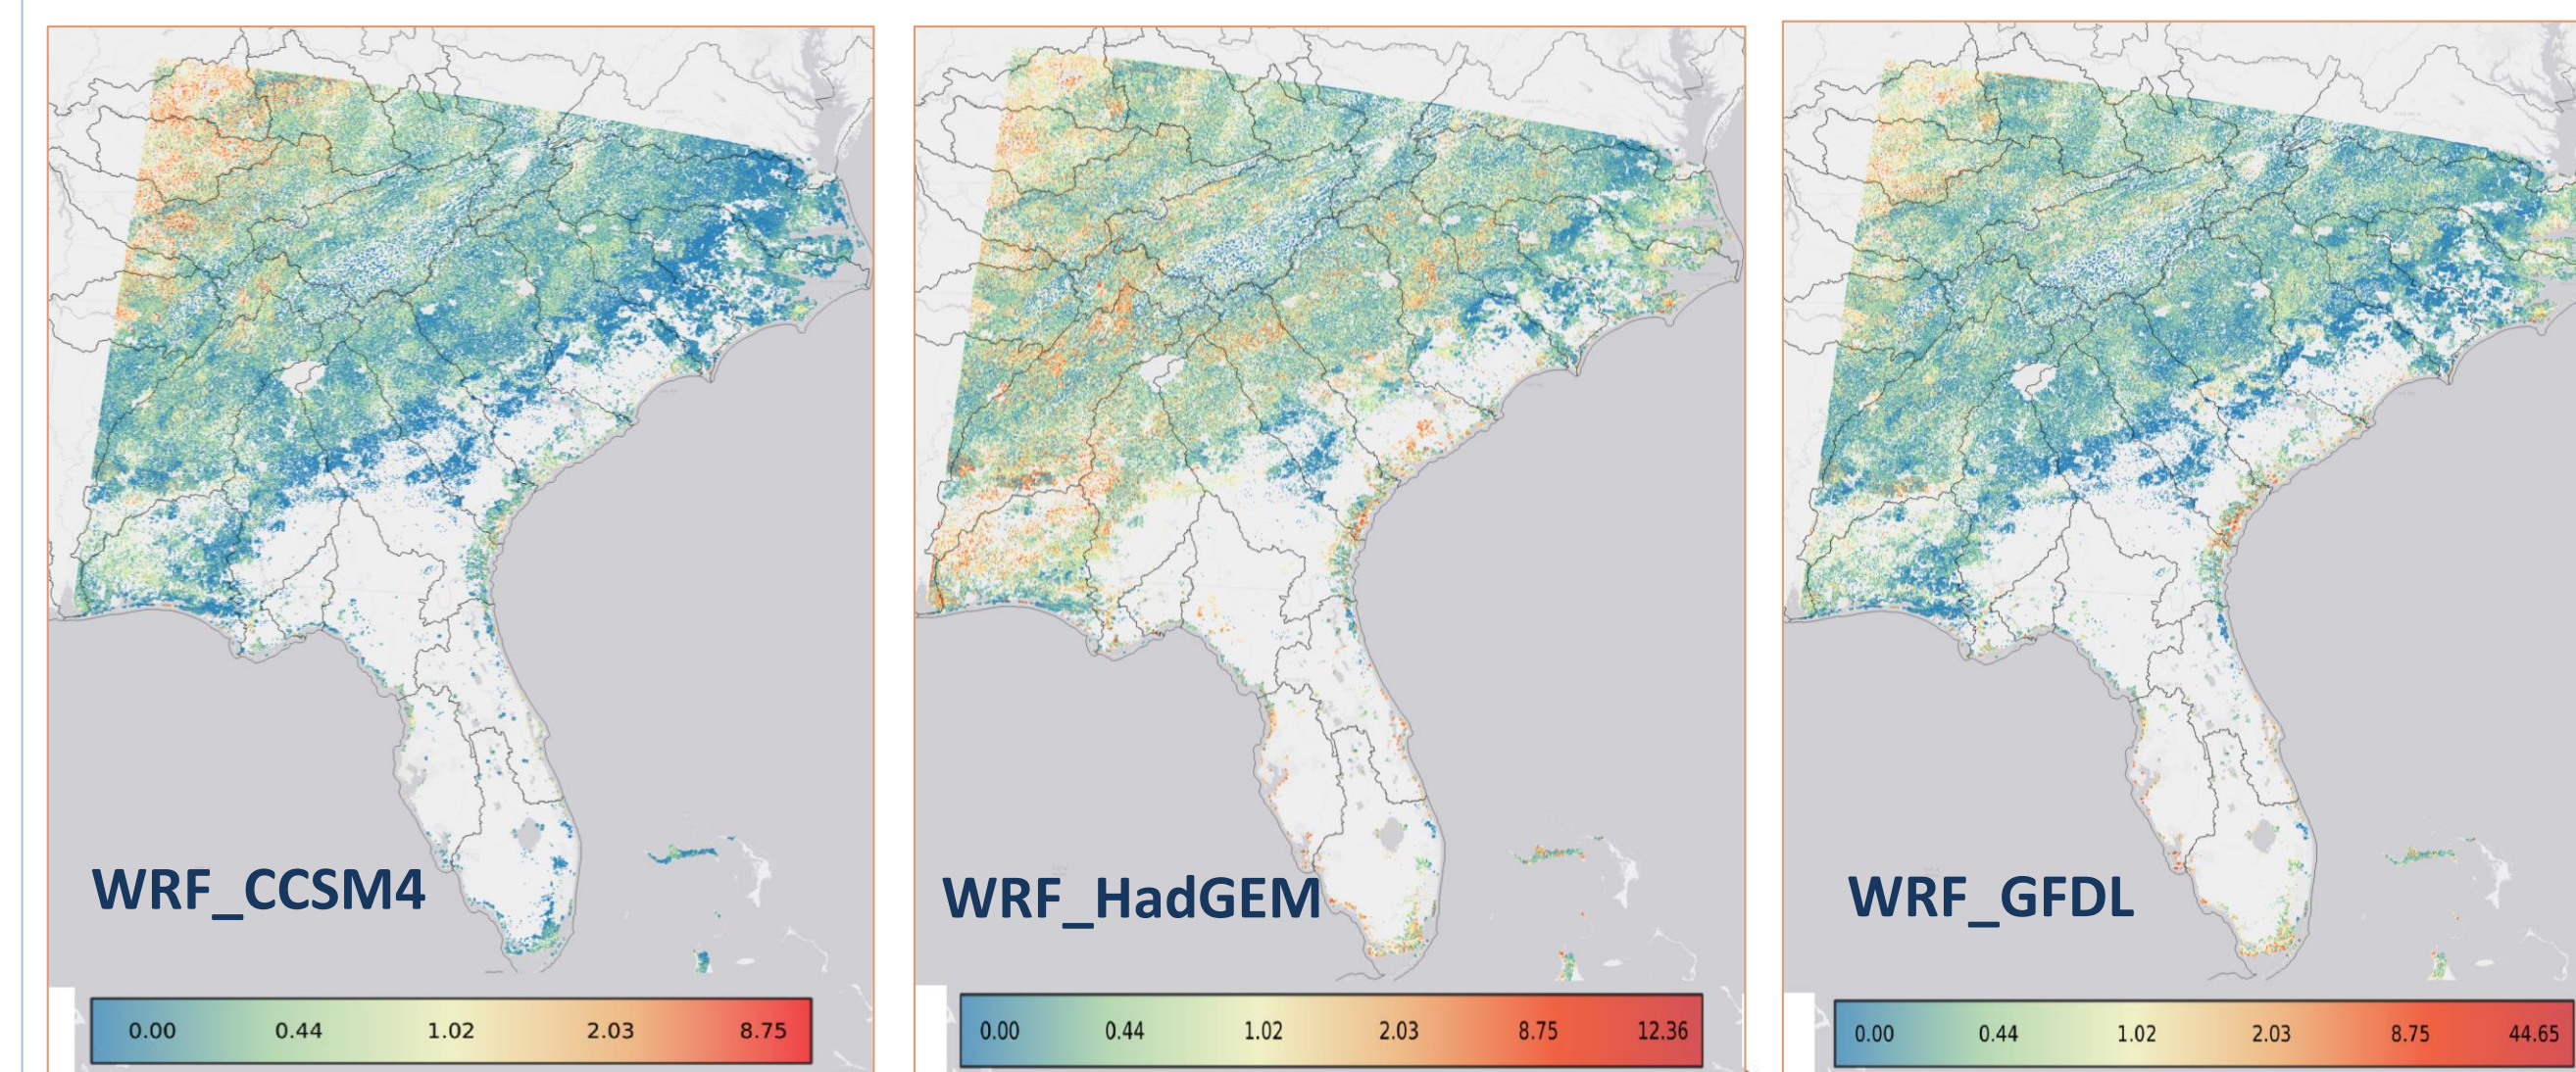 WRF_CCSM4
WRF_HadGEM
WRF_GFDL
0.00 0.44 1.02 2.03 8.75
0.00 0.44 1.02 2.03 8.75 12.36
0.00 0.44 1.02 2.03 8.75 44.65